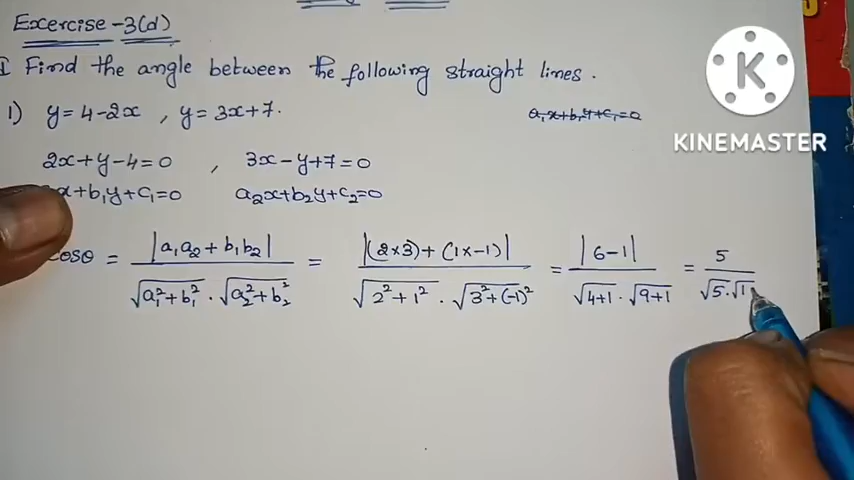 Excercise - 3(d)
I Find the angle between the following straight lines.
1) y = 4-2x , y = 3x+7.
a₁x+b₁y+c₁=0
2x+y-4=0 , 3x-y+7=0
x+b₁y+c₁=0 a₂x+b₂y+c₂=0
cosθ = |a₁a₂+b₁b₂| / √a₁²+b₁² · √a₂²+b₂² = |(2×3)+(1×-1)| / √2²+1² · √3²+(-1)² = |6-1| / √4+1 · √9+1 = 5 / √5·√1
K
KINEMASTER